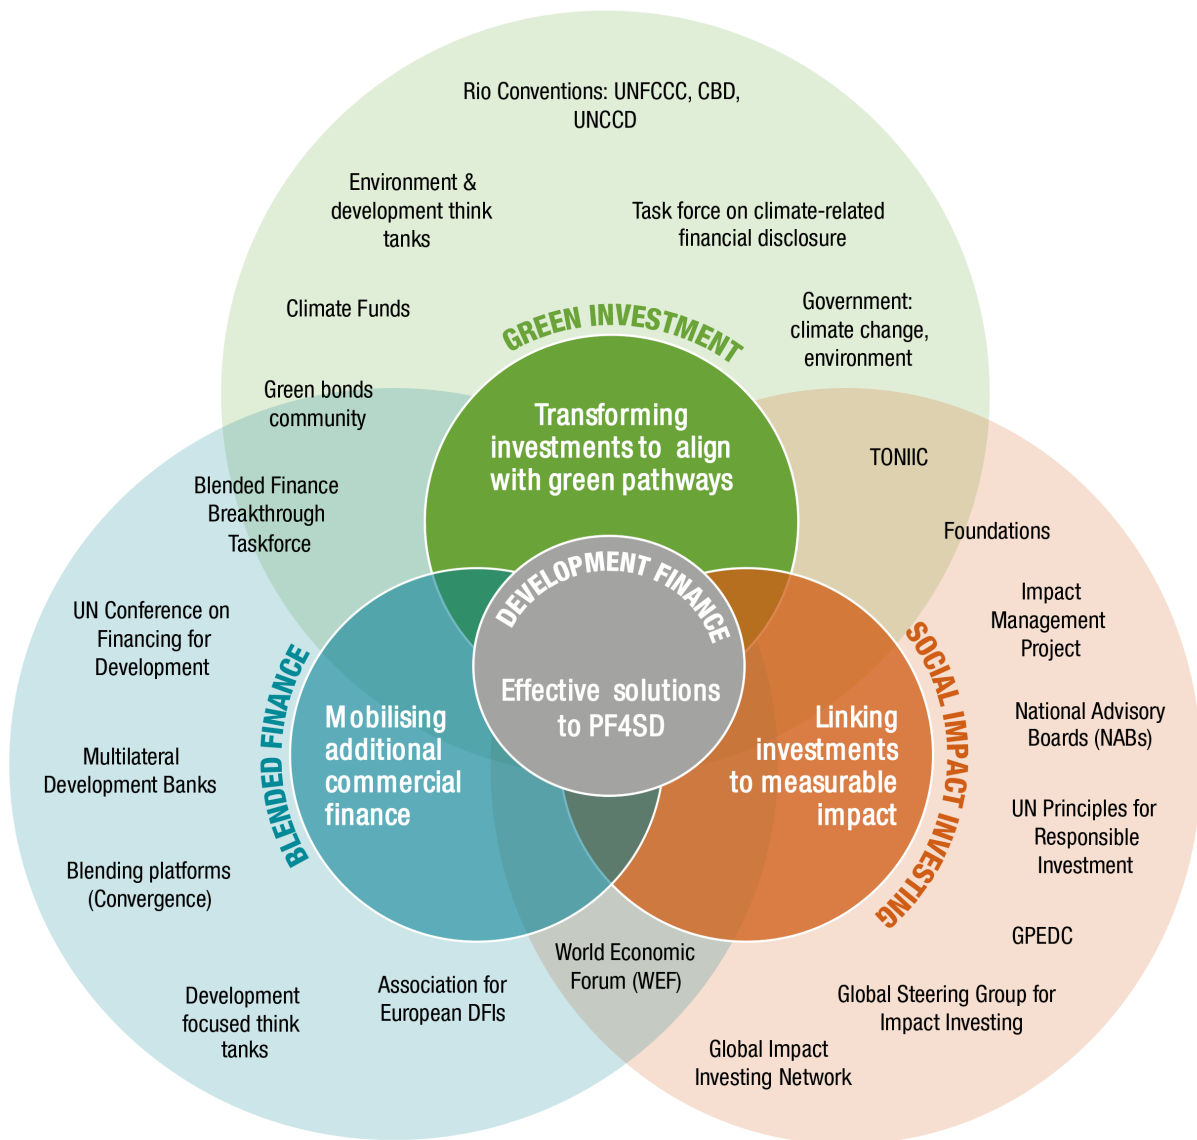 Rio Conventions: UNFCCC, CBD,
UNCCD
Environment &
development think
tanks
Task force on climate-related
financial disclosure
Climate Funds
Government:
climate change,
environment
GREEN INVESTMENT
Green bonds
community
Transforming
investments to align
with green pathways
TONIIC
Blended Finance
Breakthrough
Taskforce
Foundations
DEVELOPMENT FINANCE
Effective solutions
to PF4SD
UN Conference on
Financing for
Development
Impact
Management
Project
BLENDED FINANCE
Mobilising
additional
commercial
finance
Linking
investments
to measurable
impact
SOCIAL IMPACT INVESTING
National Advisory
Boards (NABs)
Multilateral
Development Banks
UN Principles for
Responsible
Investment
Blending platforms
(Convergence)
GPEDC
World Economic
Forum (WEF)
Association for
European DFIs
Development
focused think
tanks
Global Steering Group for
Impact Investing
Global Impact
Investing Network